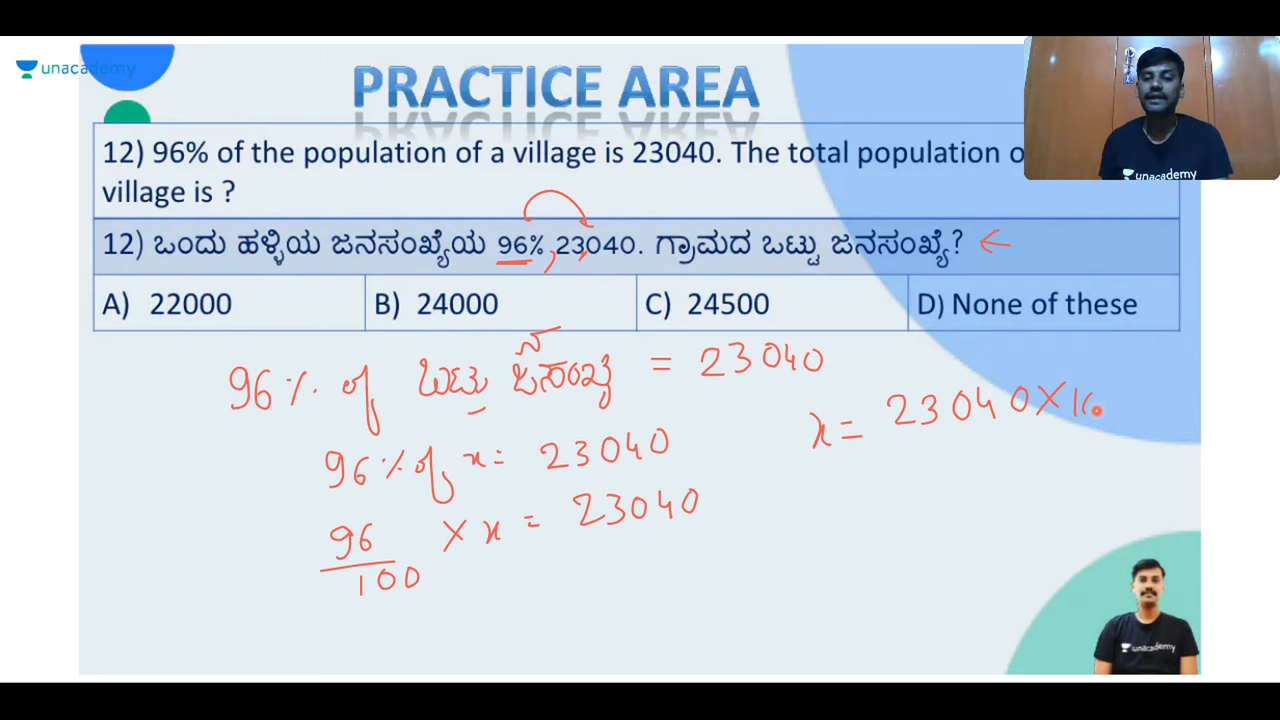 unacademy
PRACTICE AREA
12) 96% of the population of a village is 23040. The total population o
village is ?
12) ಒಂದು ಹಳ್ಳಿಯ ಜನಸಂಖ್ಯೆಯ 96%, 23040. ಗ್ರಾಮದ ಒಟ್ಟು ಜನಸಂಖ್ಯೆ? ←
A) 22000 B) 24000 C) 24500 D) None of these
96% of ಒಟ್ಟು ಜನಸಂಖ್ಯೆ = 23040
x = 23040 × 10
96% of x = 23040
96/100 × x = 23040
unacademy
unacademy